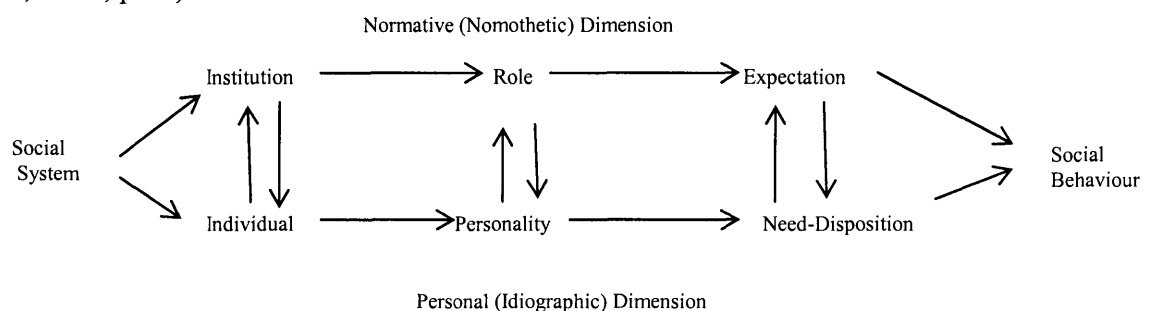 Normative (Nomothetic) Dimension
Institution Role Expectation
Social
System
Social
Behaviour
Individual Personality Need-Disposition
Personal (Idiographic) Dimension